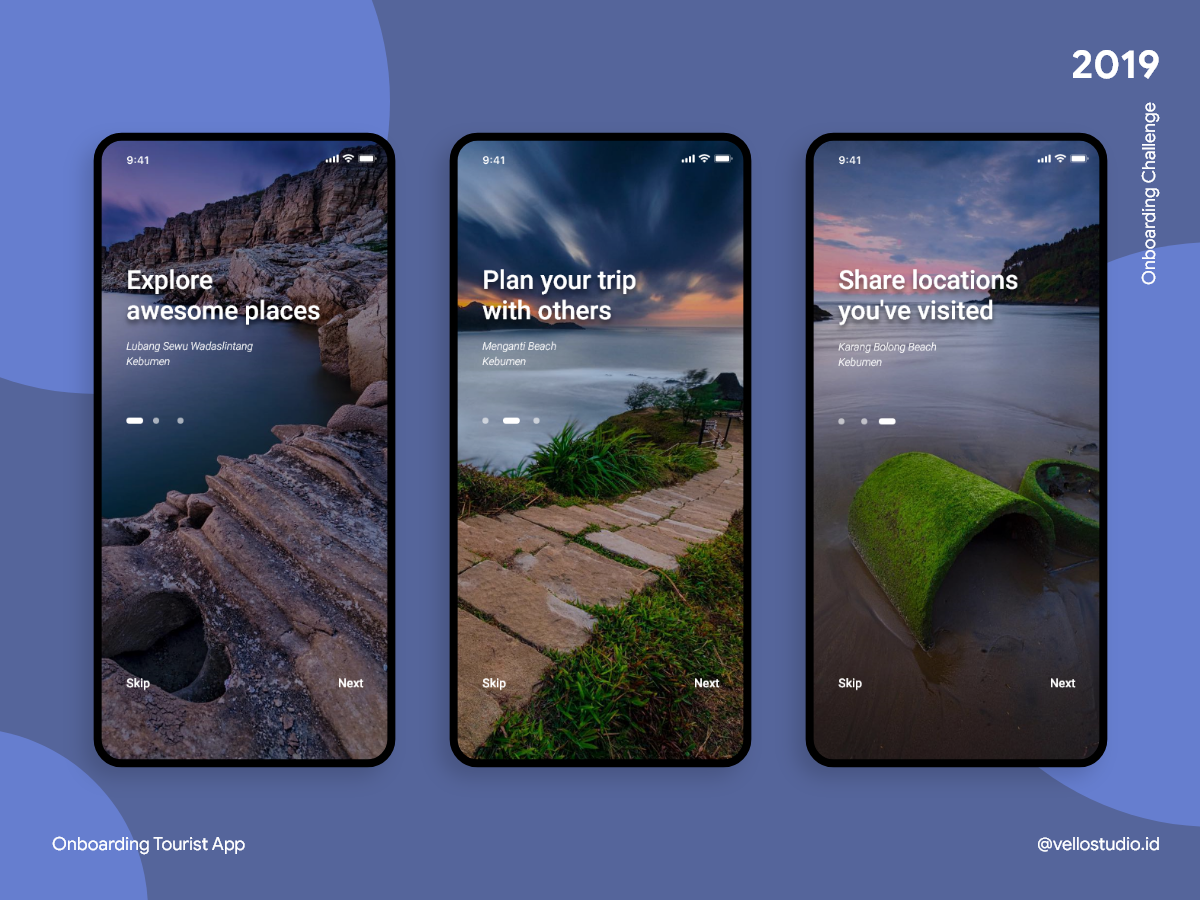 2019
Onboarding Challenge
9:41
Explore
awesome places
Lubang Sewu Wadaslintang
Kebumen
Skip
Next
9:41
Plan your trip
with others
Menganti Beach
Kebumen
Skip
Next
9:41
Share locations
you've visited
Karang Bolong Beach
Kebumen
Skip
Next
Onboarding Tourist App
@vellostudio.id